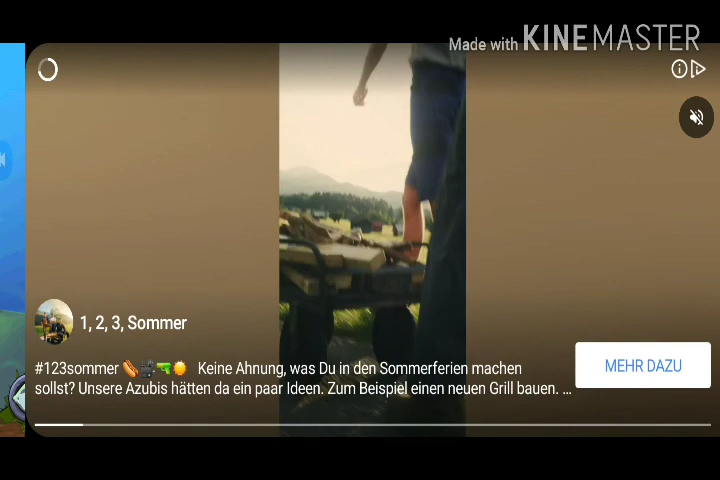 Made with KINEMASTER
1, 2, 3, Sommer
#123sommer 🌭🎥🔫☀️ Keine Ahnung, was Du in den Sommerferien machen
sollst? Unsere Azubis hätten da ein paar Ideen. Zum Beispiel einen neuen Grill bauen. ...
MEHR DAZU